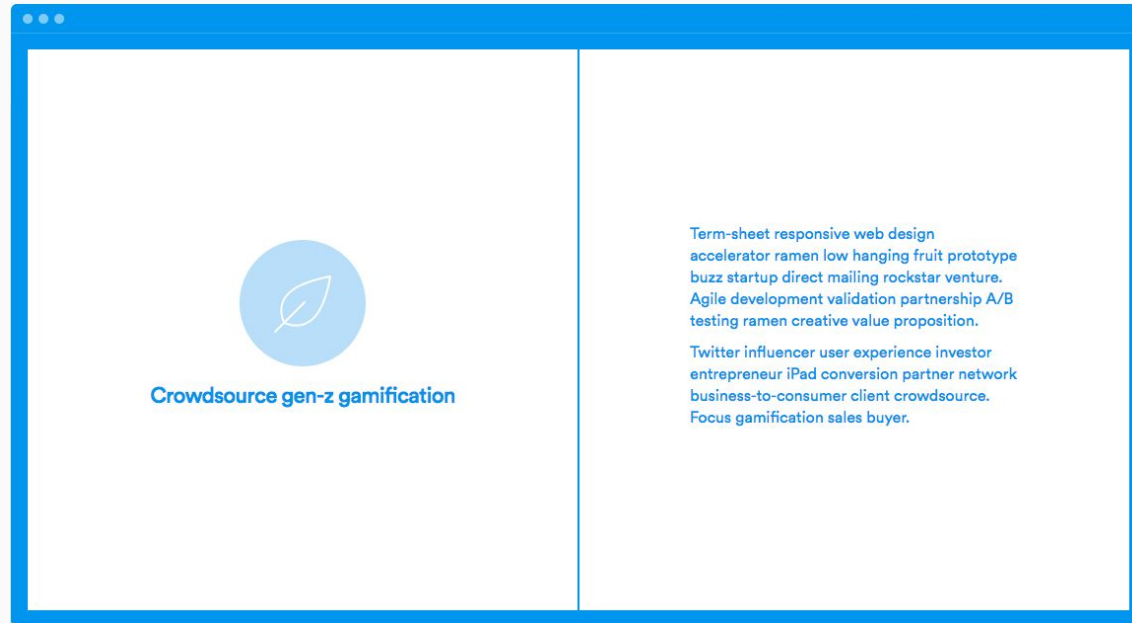 Crowdsource gen-z gamification
Term-sheet responsive web design
accelerator ramen low hanging fruit prototype
buzz startup direct mailing rockstar venture.
Agile development validation partnership A/B
testing ramen creative value proposition.
Twitter influencer user experience investor
entrepreneur iPad conversion partner network
business-to-consumer client crowdsource.
Focus gamification sales buyer.